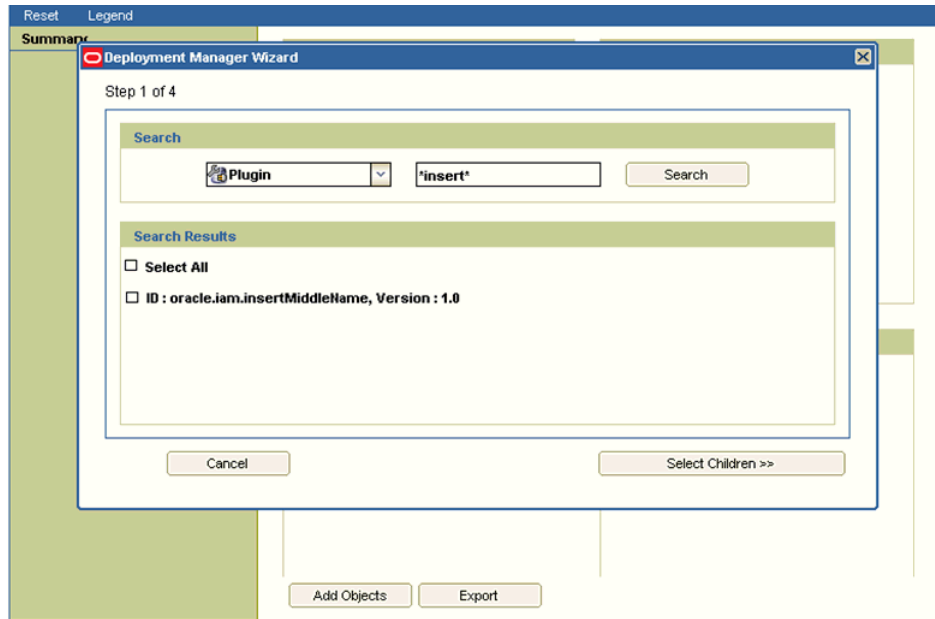 Reset Legend
Summary
Deployment Manager Wizard
Step 1 of 4
Search
Plugin *insert* Search
Search Results
Select All
ID : oracle.iam.insertMiddleName, Version : 1.0
Cancel Select Children >>
Add Objects Export